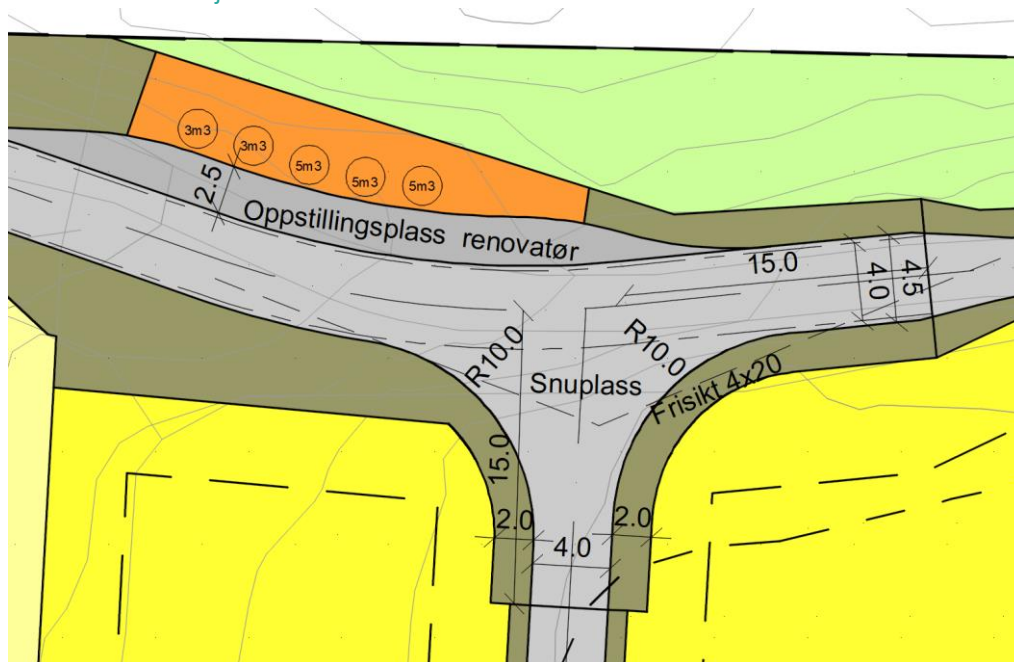 3m3
3m3
5m3
5m3
5m3
2.5
Oppstillingsplass renovatør
15.0
4.0
4.5
R10.0
R10.0
Snuplass
Frisikt 4x20
15.0
2.0
4.0
2.0